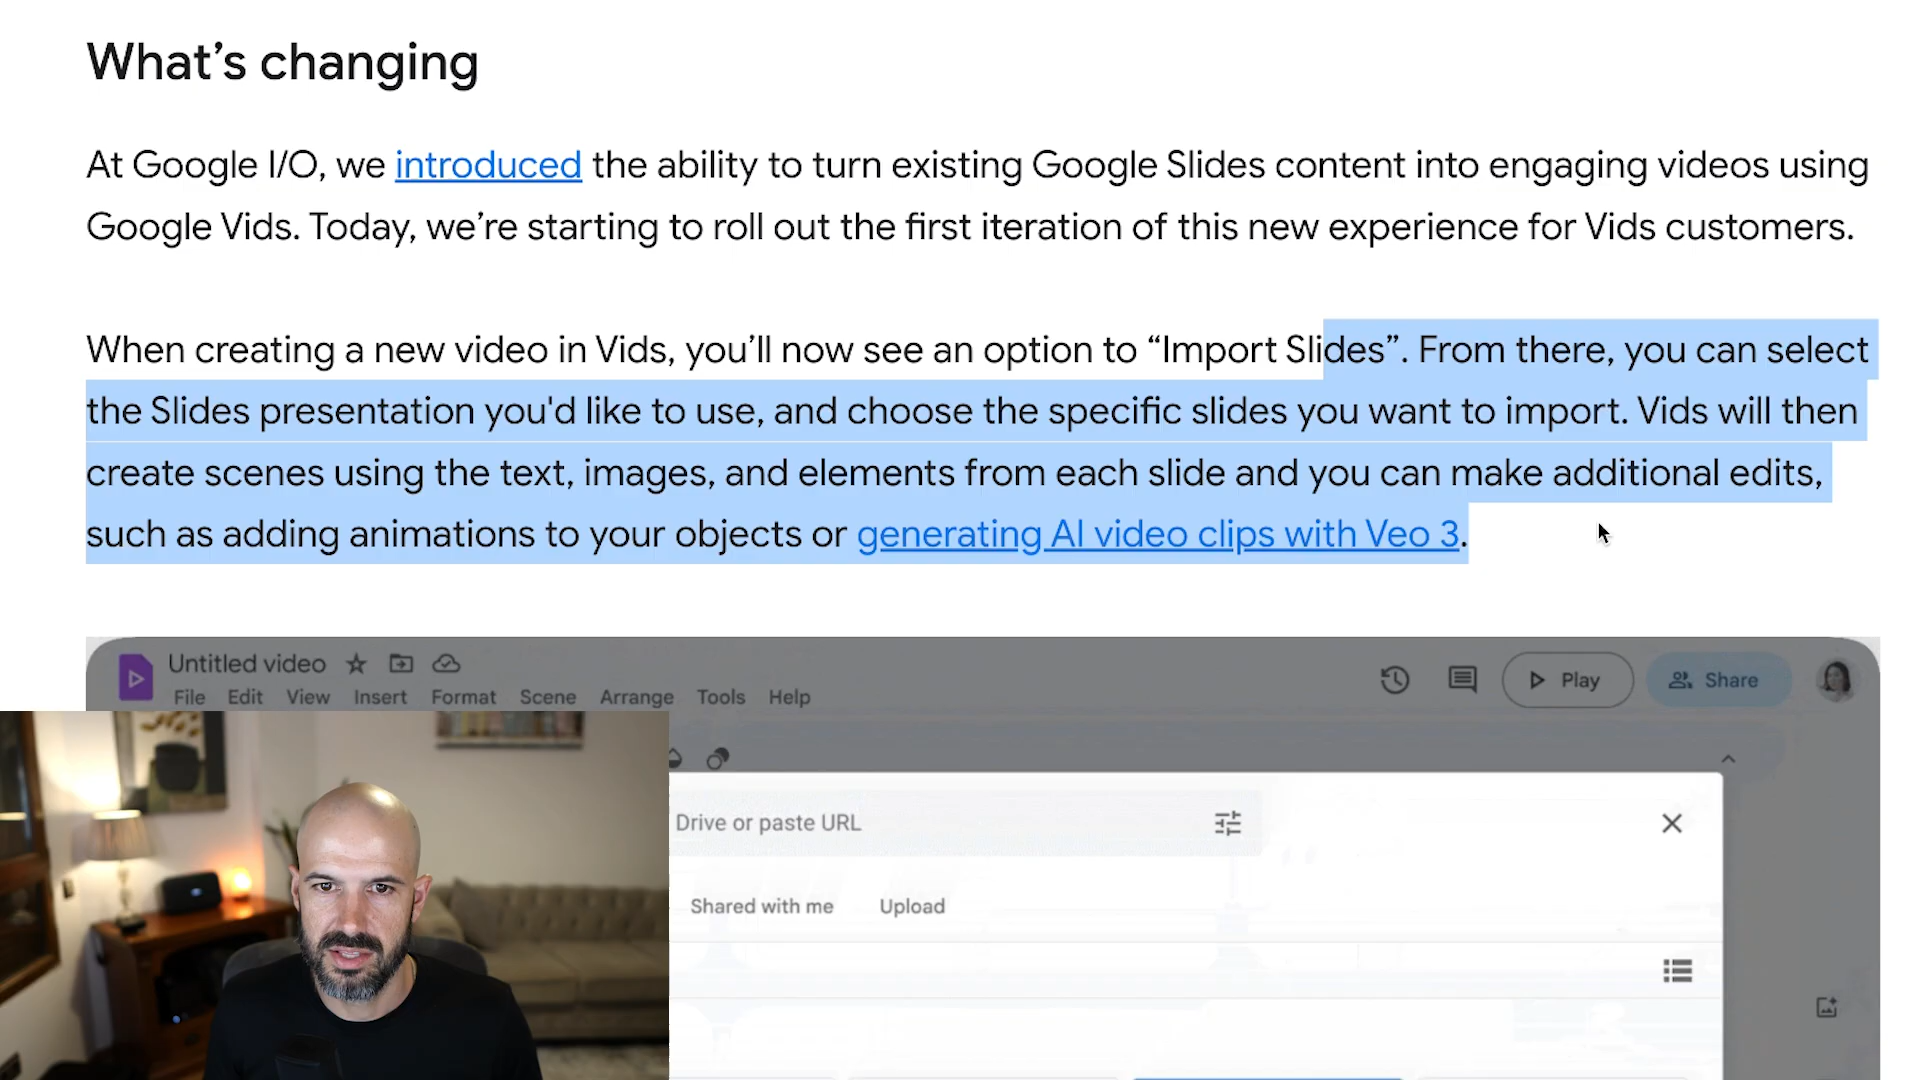 What’s changing
At Google I/O, we introduced the ability to turn existing Google Slides content into engaging videos using
Google Vids. Today, we’re starting to roll out the first iteration of this new experience for Vids customers.
When creating a new video in Vids, you’ll now see an option to “Import Slides”. From there, you can select
the Slides presentation you'd like to use, and choose the specific slides you want to import. Vids will then
create scenes using the text, images, and elements from each slide and you can make additional edits,
such as adding animations to your objects or generating AI video clips with Veo 3.
Untitled video
File Edit View Insert Format Scene Arrange Tools Help
Play
Share
Drive or paste URL
Shared with me Upload